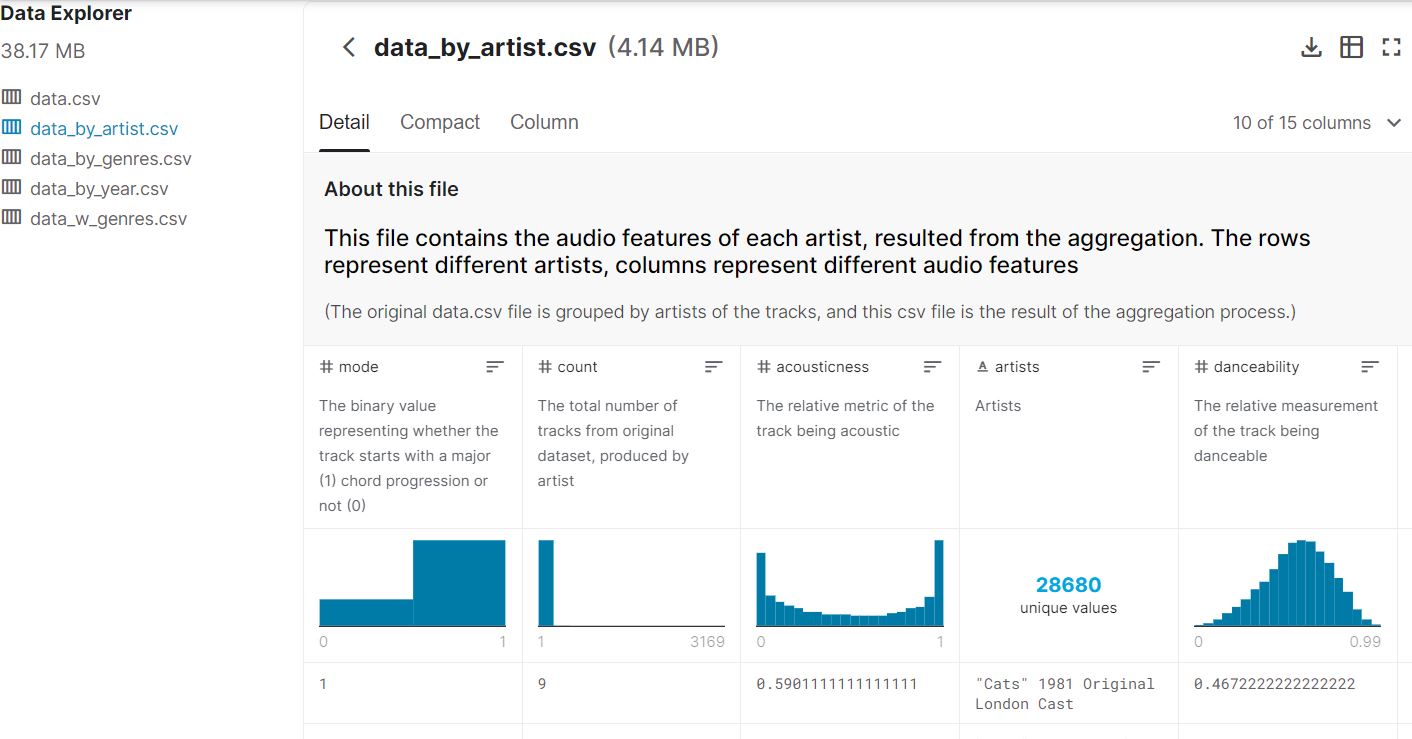 Data Explorer
38.17 MB
data.csv
data_by_artist.csv
data_by_genres.csv
data_by_year.csv
data_w_genres.csv
data_by_artist.csv (4.14 MB)
Detail Compact Column
10 of 15 columns
About this file
This file contains the audio features of each artist, resulted from the aggregation. The rows
represent different artists, columns represent different audio features
(The original data.csv file is grouped by artists of the tracks, and this csv file is the result of the aggregation process.)
# mode
The binary value
representing whether the
track starts with a major
(1) chord progression or
not (0)
0 1
1
# count
The total number of
tracks from original
dataset, produced by
artist
1 3169
9
# acousticness
The relative metric of the
track being acoustic
0 1
0.5901111111111111
A artists
Artists
28680
unique values
"Cats" 1981 Original
London Cast
# danceability
The relative measurement
of the track being
danceable
0 0.99
0.4672222222222222